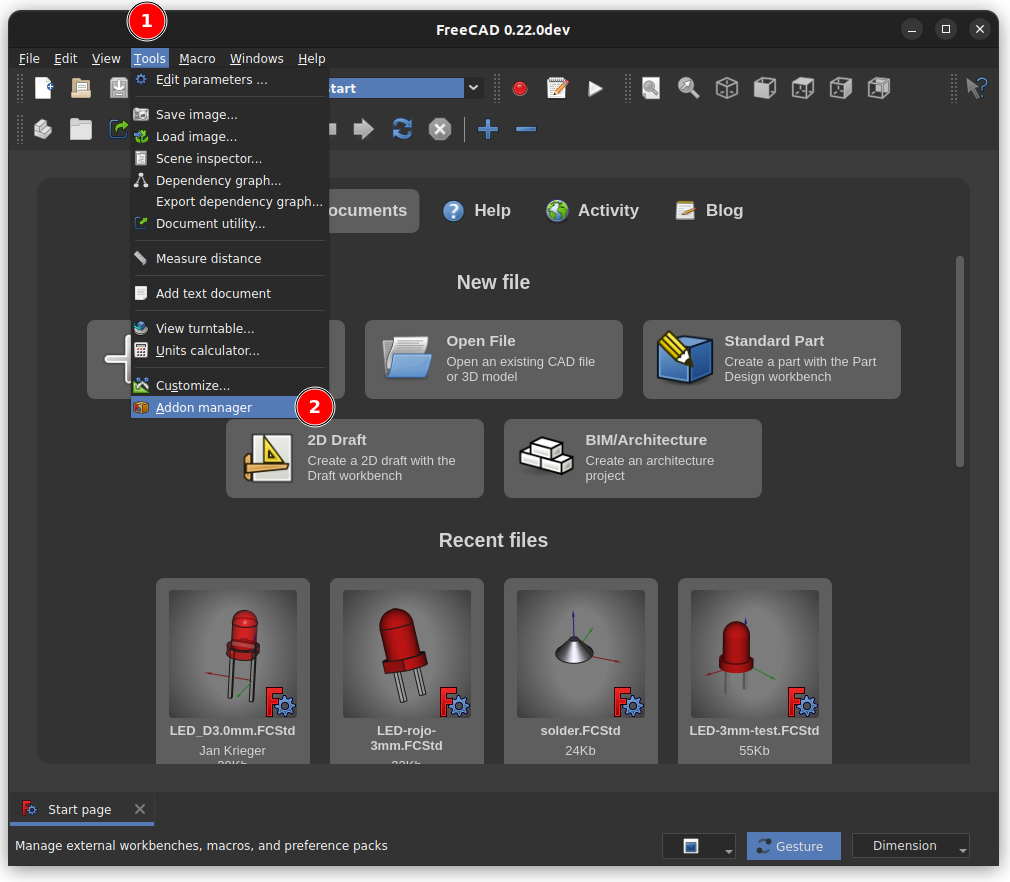 1
FreeCAD 0.22.0dev
File Edit View Tools Macro Windows Help
Edit parameters ...
Save image...
Load image...
Scene inspector...
Dependency graph...
Export dependency graph...
Document utility...
Measure distance
Add text document
View turntable...
Units calculator...
Customize...
Addon manager
2
Help Activity Blog
New file
Open File
Open an existing CAD file
or 3D model
Standard Part
Create a part with the Part
Design workbench
2D Draft
Create a 2D draft with the
Draft workbench
BIM/Architecture
Create an architecture
project
Recent files
LED_D3.0mm.FCStd
Jan Krieger
LED-rojo-
3mm.FCStd
solder.FCStd
24Kb
LED-3mm-test.FCStd
55Kb
Start page
Manage external workbenches, macros, and preference packs
Gesture
Dimension